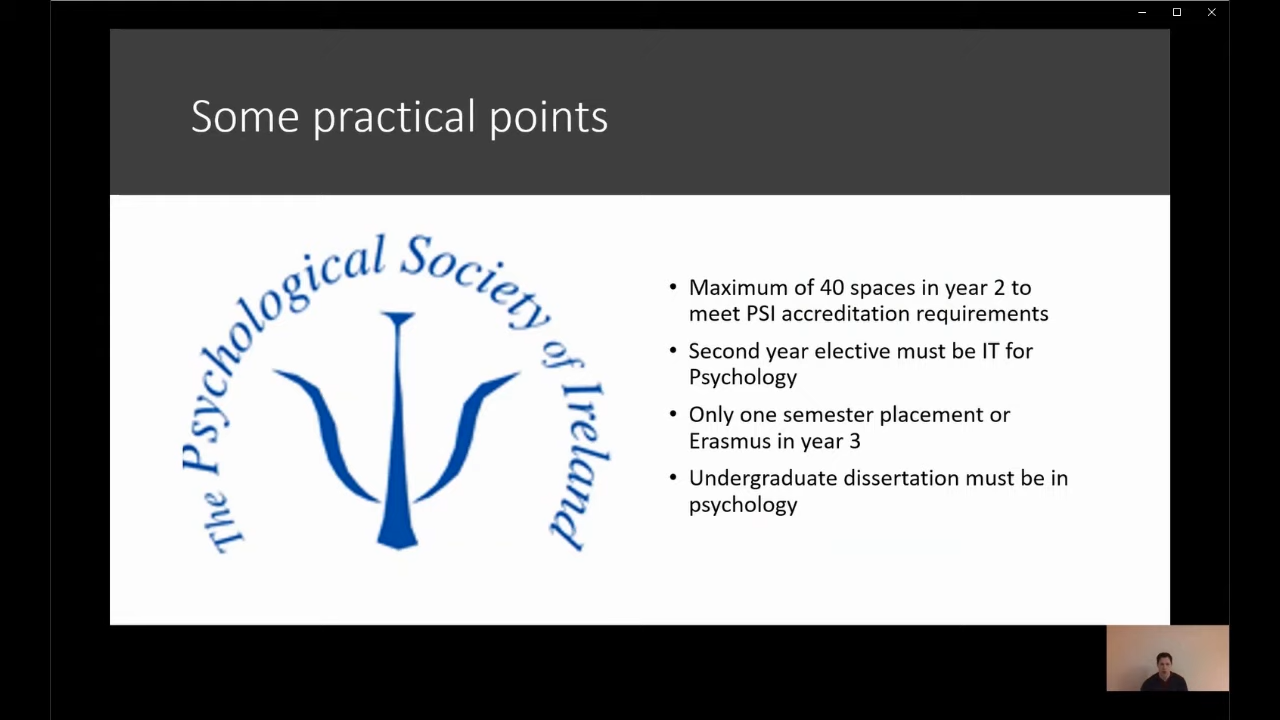 Some practical points
The Psychological Society of Ireland
• Maximum of 40 spaces in year 2 to
meet PSI accreditation requirements
• Second year elective must be IT for
Psychology
• Only one semester placement or
Erasmus in year 3
• Undergraduate dissertation must be in
psychology